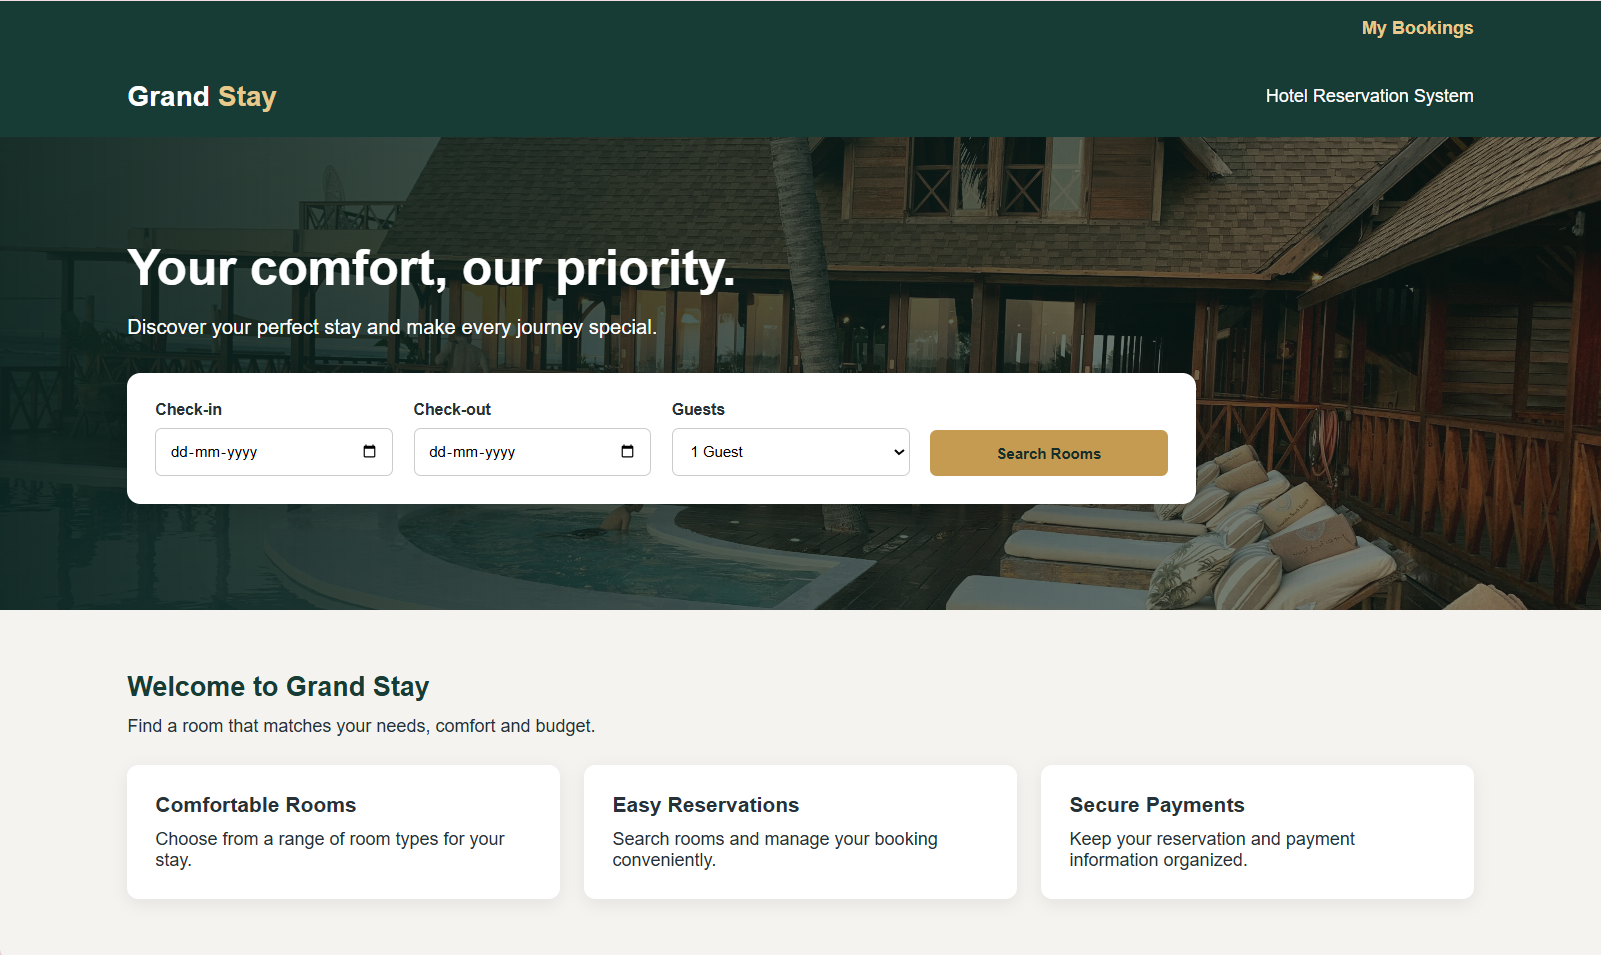 My Bookings
Grand Stay
Hotel Reservation System
Your comfort, our priority.
Discover your perfect stay and make every journey special.
Check-in
Check-out
Guests
dd-mm-yyyy
dd-mm-yyyy
1 Guest
Search Rooms
Welcome to Grand Stay
Find a room that matches your needs, comfort and budget.
Comfortable Rooms
Choose from a range of room types for your
stay.
Easy Reservations
Search rooms and manage your booking
conveniently.
Secure Payments
Keep your reservation and payment
information organized.